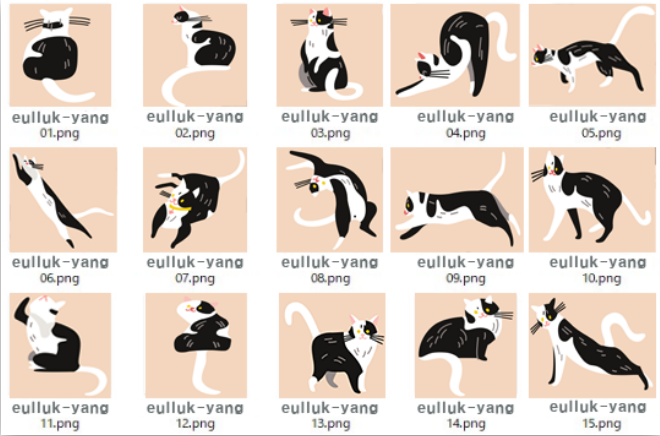 eulluk-yang eulluk-yang eulluk-yang eulluk-yang eulluk-yang
01.png 02.png 03.png 04.png 05.png
eulluk-yang eulluk-yang eulluk-yang eulluk-yang eulluk-yang
06.png 07.png 08.png 09.png 10.png
eulluk-yang eulluk-yang eulluk-yang eulluk-yang eulluk-yang
11.png 12.png 13.png 14.png 15.png